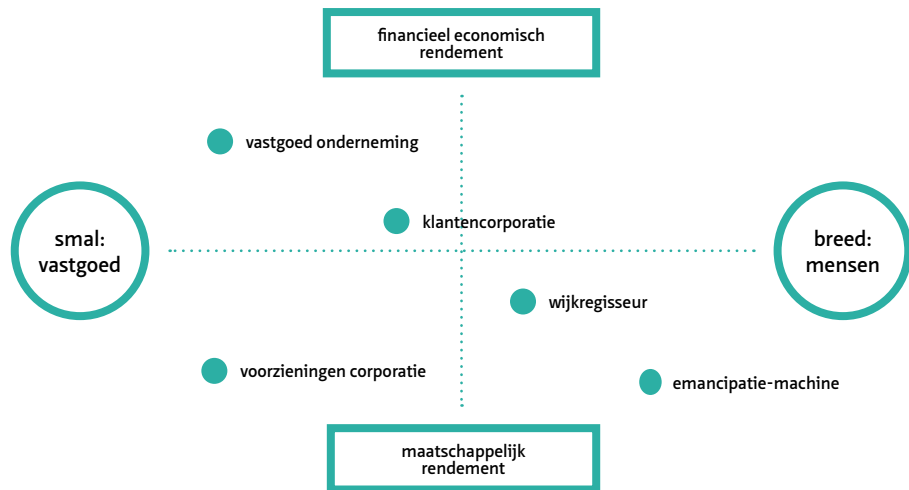 financieel economisch
rendement
vastgoed onderneming
klantencorporatie
smal:
vastgoed
breed:
mensen
wijkregisseur
voorzieningen corporatie
emancipatie-machine
maatschappelijk
rendement